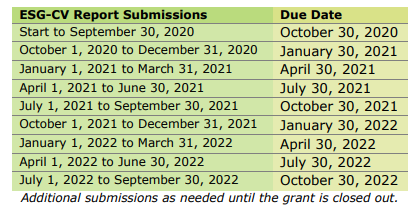 ESG-CV Report Submissions Due Date
Start to September 30, 2020 October 30, 2020
October 1, 2020 to December 31, 2020 January 30, 2021
January 1, 2021 to March 31, 2021 April 30, 2021
April 1, 2021 to June 30, 2021 July 30, 2021
July 1, 2021 to September 30, 2021 October 30, 2021
October 1, 2021 to December 31, 2021 January 30, 2022
January 1, 2022 to March 31, 2022 April 30, 2022
April 1, 2022 to June 30, 2022 July 30, 2022
July 1, 2022 to September 30, 2022 October 30, 2022
Additional submissions as needed until the grant is closed out.